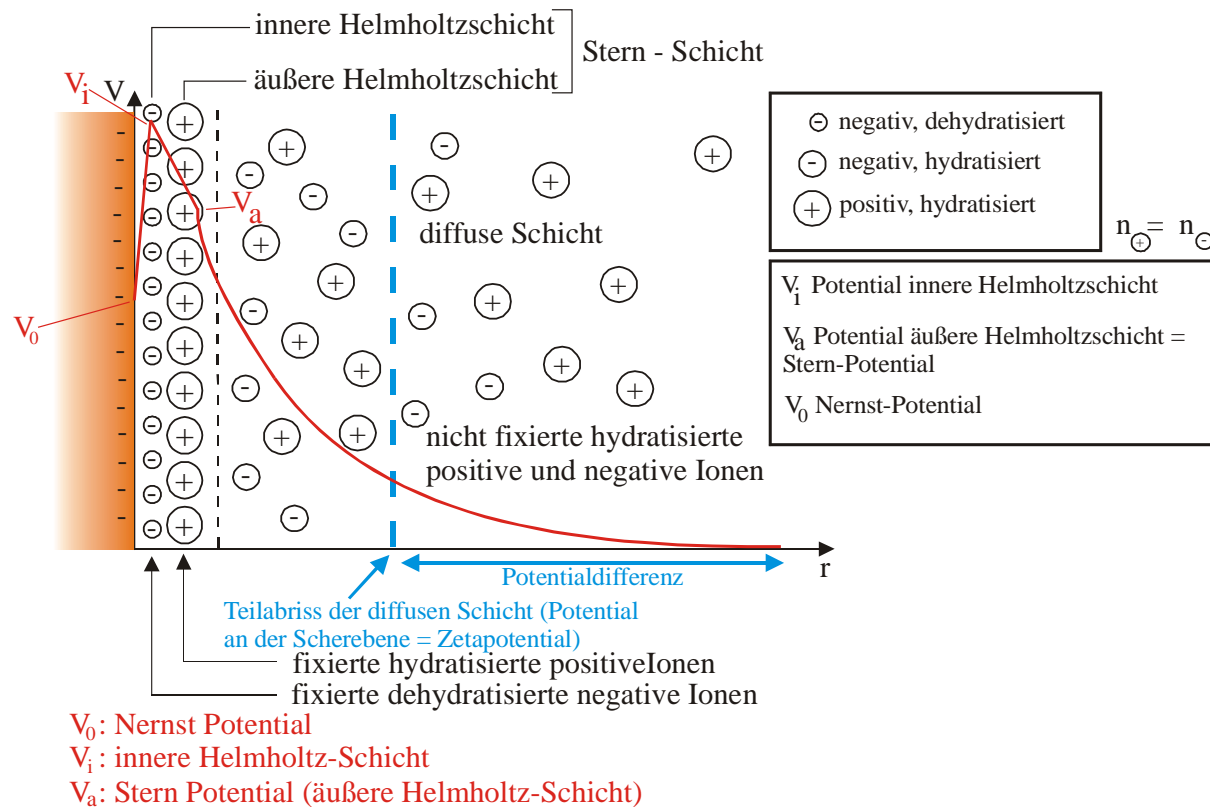 innere Helmholtzschicht
äußere Helmholtzschicht
Stern - Schicht
V
Vi
Va
V0
diffuse Schicht
nicht fixierte hydratisierte
positive und negative Ionen
r
Potentialdifferenz
Teilabriss der diffusen Schicht (Potential
an der Scherebene = Zetapotential)
fixierte hydratisierte positiveIonen
fixierte dehydratisierte negative Ionen
V0: Nernst Potential
Vi: innere Helmholtz-Schicht
Va: Stern Potential (äußere Helmholtz-Schicht)
⊖ negativ, dehydratisiert
⊖ negativ, hydratisiert
⊕ positiv, hydratisiert
n⊕ = n⊖
Vi Potential innere Helmholtzschicht
Va Potential äußere Helmholtzschicht =
Stern-Potential
V0 Nernst-Potential